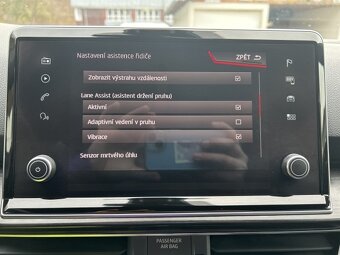 Nastavení asistence řidiče
ZPĚT
Zobrazit výstrahu vzdálenosti
Lane Assist (asistent držení pruhu)
Aktivní
Adaptivní vedení v pruhu
Vibrace
Senzor mrtvého úhlu
PASSENGER
AIR BAG